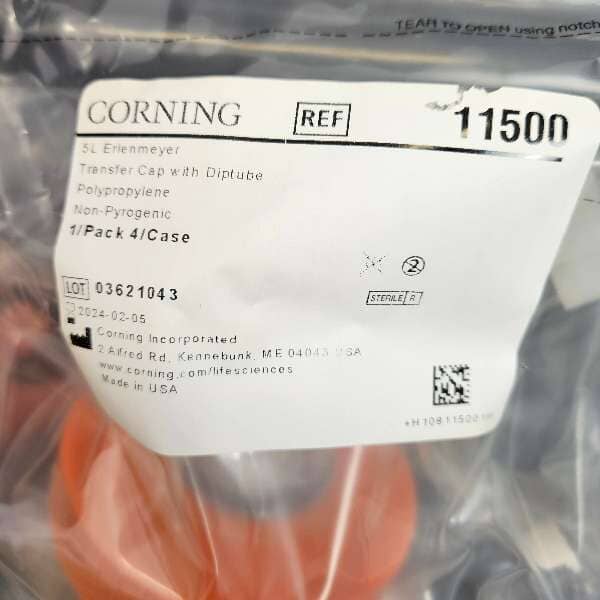 TEAR TO OPEN using notch
CORNING REF 11500
5L Erlenmeyer
Transfer Cap with Diptube
Polypropylene
Non-Pyrogenic
1/Pack 4/Case
LOT 03621043
2024-02-05
STERILE R
Corning Incorporated
2 Alfred Rd, Kennebunk, ME 04043 USA
www.corning.com/lifesciences
Made in USA